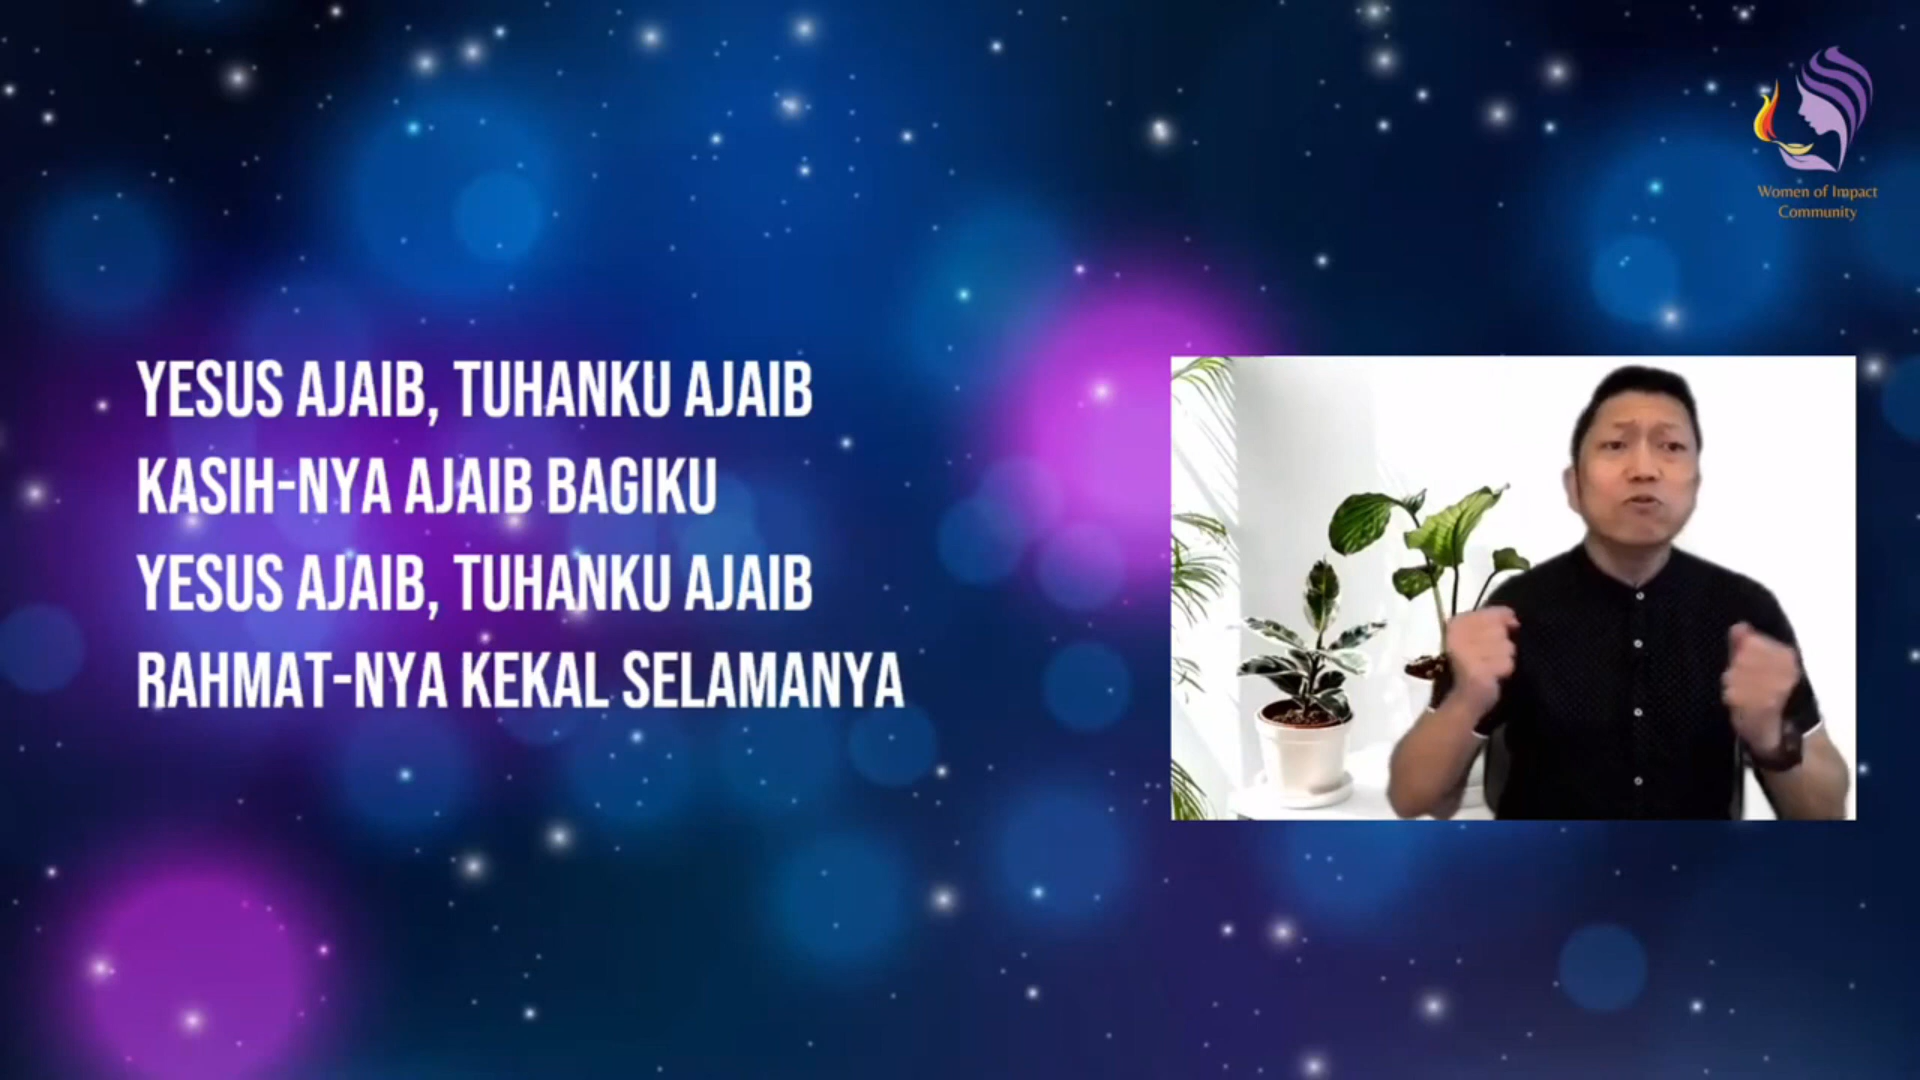 Women of Impact
Community
YESUS AJAIB, TUHANKU AJAIB
KASIH-NYA AJAIB BAGIKU
YESUS AJAIB, TUHANKU AJAIB
RAHMAT-NYA KEKAL SELAMANYA